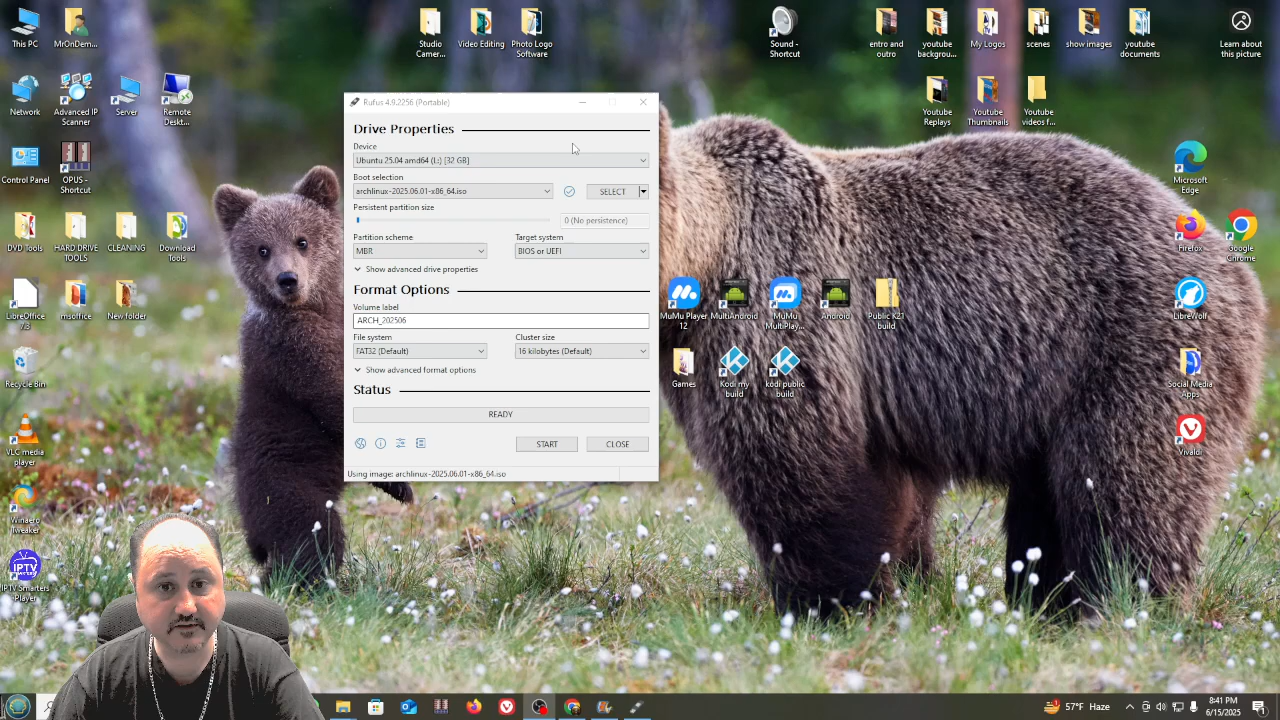 This PC
MrOnDem...
Studio
Camer...
Video Editing
Photo Logo
Software
Sound -
Shortcut
entro and
outro
youtube
backgrou...
My Logos
scenes
show images
youtube
documents
Learn about
this picture
Network
Advanced IP
Scanner
Server
Remote
Deskt...
Youtube
Replays
Youtube
Thumbnails
Youtube
videos f...
Rufus 4.9.2256 (Portable)
Drive Properties
Device
Ubuntu 25.04 amd64 (L:) [32 GB]
Boot selection
archlinux-2025.06.01-x86_64.iso
SELECT
Persistent partition size
0 (No persistence)
Partition scheme
Target system
MBR
BIOS or UEFI
Show advanced drive properties
Format Options
Volume label
ARCH_202506
File system
Cluster size
FAT32 (Default)
16 kilobytes (Default)
Show advanced format options
Status
READY
START
CLOSE
Using image: archlinux-2025.06.01-x86_64.iso
Control Panel
OPUS -
Shortcut
Microsoft
Edge
DVD Tools
HARD DRIVE
TOOLS
CLEANING
Download
Tools
Firefox
Google
Chrome
LibreOffice
7.3
msoffice
New folder
MuMu Player
12
MultiAndroid
MuMu
MultiPlay...
Android
Public K21
build
LibreWolf
Recycle Bin
Games
Kodi my
build
kodi public
build
Social Media
Apps
VLC media
player
Vivaldi
Winaero
Tweaker
IPTV
IPTV Smarters
Player
57°F Haze
8:41 PM
6/15/2025